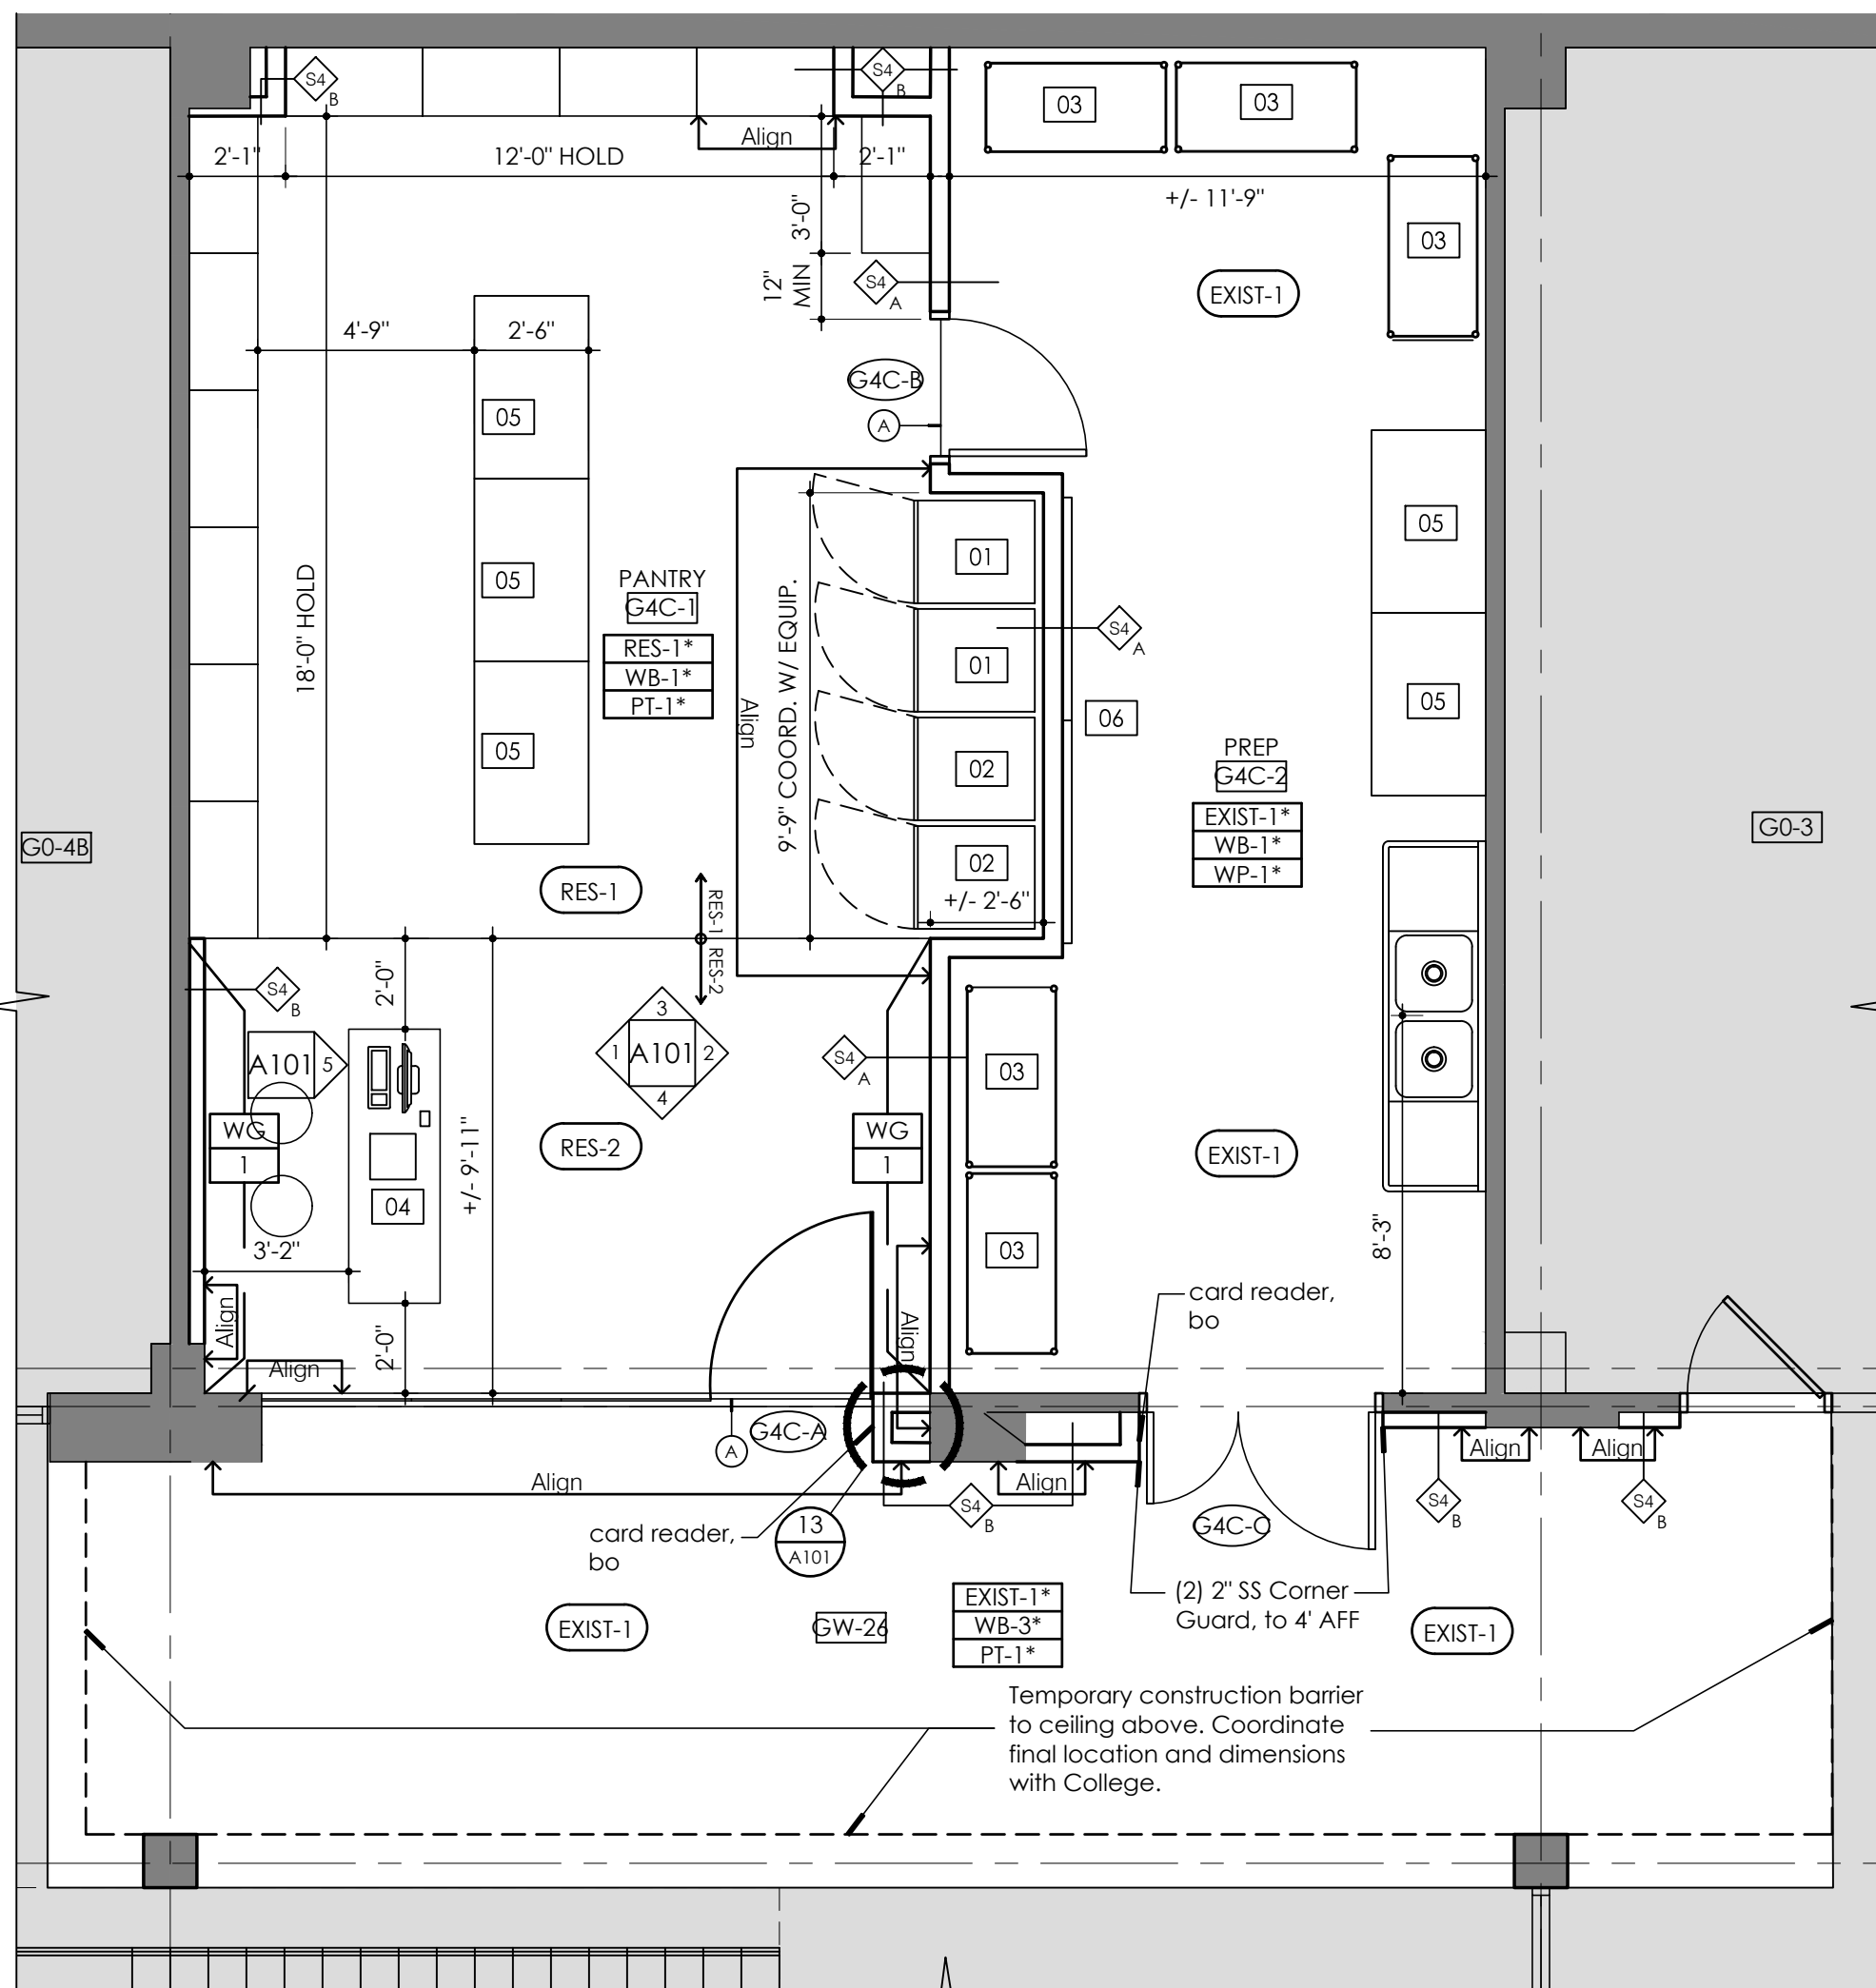 S4
B
S4
B
03
03
Align
2'-1"
12'-0" HOLD
2'-1"
+/- 11'-9"
3'-0"
03
12"
MIN
S4
A
EXIST-1
4'-9"
2'-6"
G4C-B
05
A
05
01
18'-0" HOLD
05
PANTRY
G4C-1
RES-1*
WB-1*
PT-1*
9'-9" COORD. W/ EQUIP.
Align
01
S4
A
06
05
05
02
PREP
G4C-2
EXIST-1*
WB-1*
WP-1*
G0-4B
G0-3
02
RES-1
+/- 2'-6"
RES-1
RES-2
S4
B
2'-0"
A101
5
3
1
A101
2
4
S4
A
03
WG
1
RES-2
+/- 9'-11"
WG
1
EXIST-1
04
3'-2"
03
8'-3"
Align
Align
2'-0"
Align
card reader,
bo
G4C-A
A
Align
Align
S4
B
Align
Align
S4
B
S4
B
G4C-C
13
A101
card reader,
bo
(2) 2" SS Corner
Guard, to 4' AFF
EXIST-1
GW-26
EXIST-1*
WB-3*
PT-1*
EXIST-1
Temporary construction barrier
to ceiling above. Coordinate
final location and dimensions
with College.